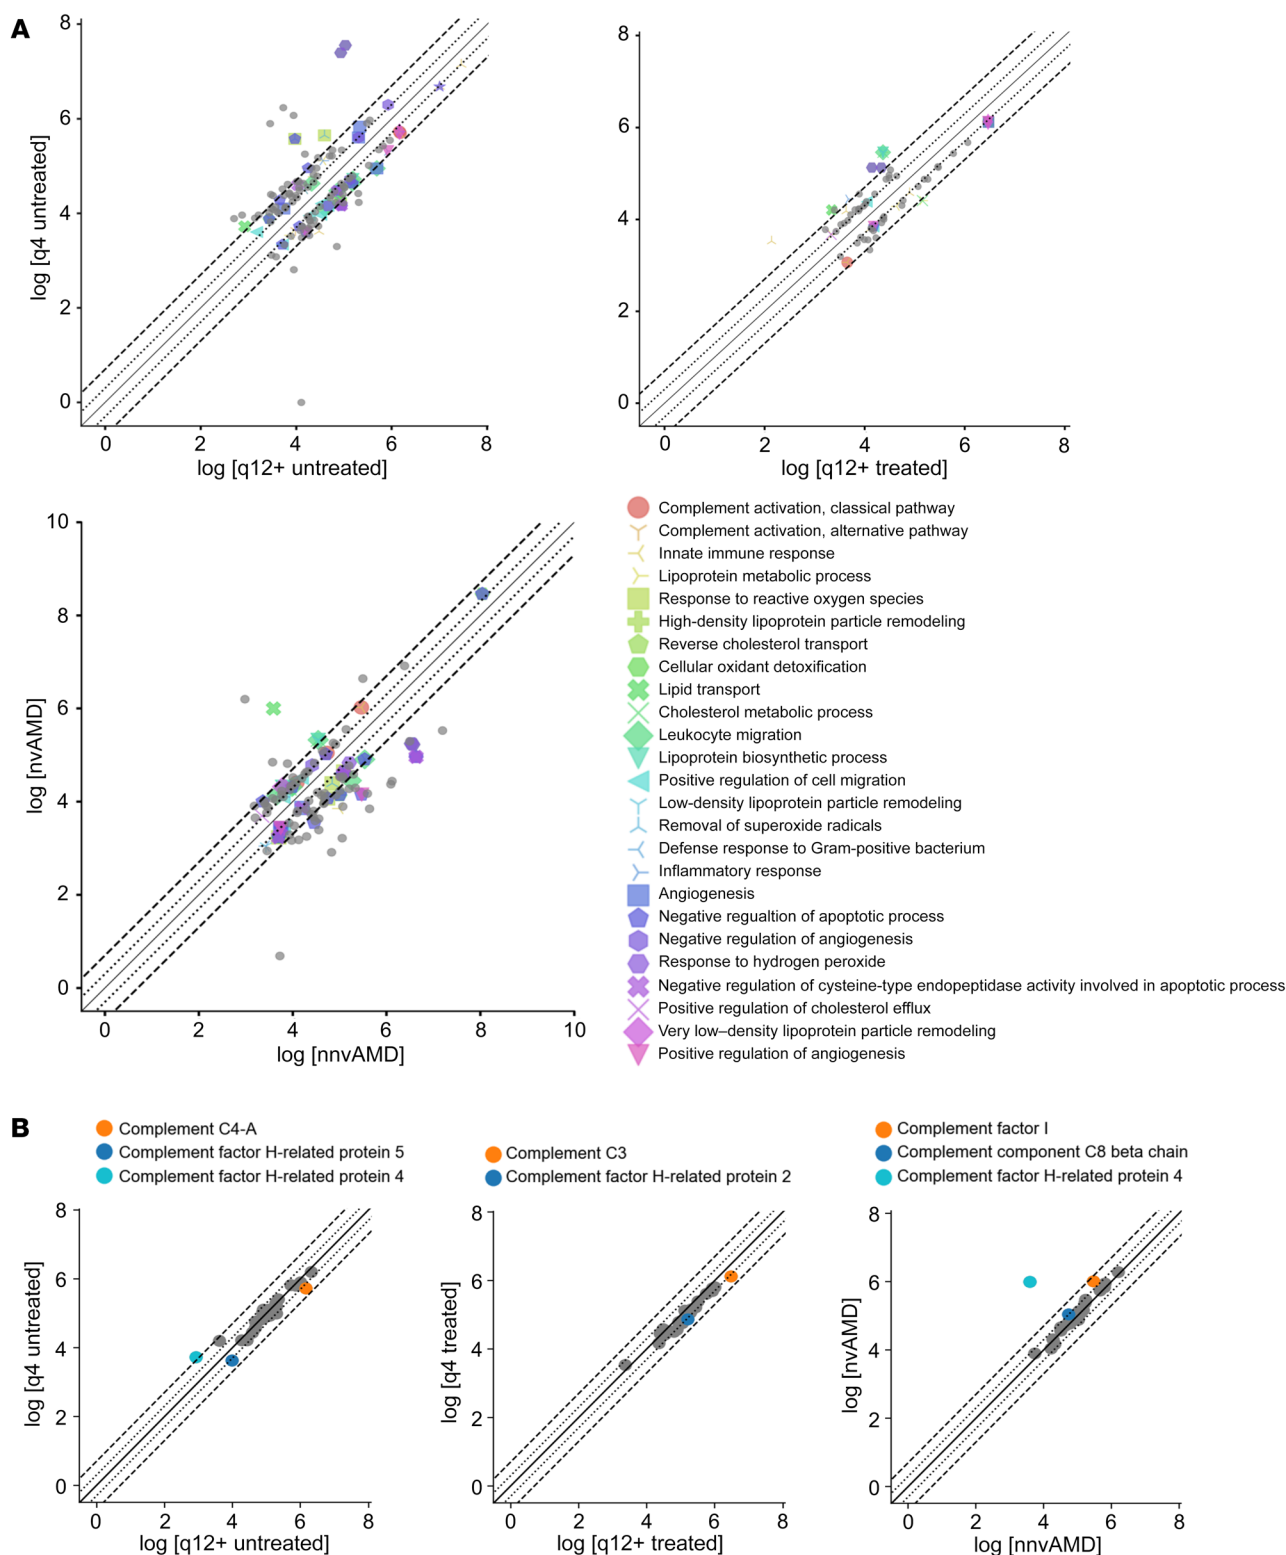 A
8
6
4
2
0
log [q4 untreated]
0 2 4 6 8
log [q12+ untreated]
8
6
4
2
0
log [q4 untreated]
0 2 4 6 8
log [q12+ treated]
10
8
6
4
2
0
log [nvAMD]
0 2 4 6 8 10
log [nnvAMD]
Complement activation, classical pathway
Complement activation, alternative pathway
Innate immune response
Lipoprotein metabolic process
Response to reactive oxygen species
High-density lipoprotein particle remodeling
Reverse cholesterol transport
Cellular oxidant detoxification
Lipid transport
Cholesterol metabolic process
Leukocyte migration
Lipoprotein biosynthetic process
Positive regulation of cell migration
Low-density lipoprotein particle remodeling
Removal of superoxide radicals
Defense response to Gram-positive bacterium
Inflammatory response
Angiogenesis
Negative regualtion of apoptotic process
Negative regulation of angiogenesis
Response to hydrogen peroxide
Negative regulation of cysteine-type endopeptidase activity involved in apoptotic process
Positive regulation of cholesterol efflux
Very low–density lipoprotein particle remodeling
Positive regulation of angiogenesis
B
Complement C4-A
Complement factor H-related protein 5
Complement factor H-related protein 4
8
6
4
2
0
log [q4 untreated]
0 2 4 6 8
log [q12+ untreated]
Complement C3
Complement factor H-related protein 2
8
6
4
2
0
log [q4 treated]
0 2 4 6 8
log [q12+ treated]
Complement factor I
Complement component C8 beta chain
Complement factor H-related protein 4
8
6
4
2
0
log [nvAMD]
0 2 4 6 8
log [nnvAMD]